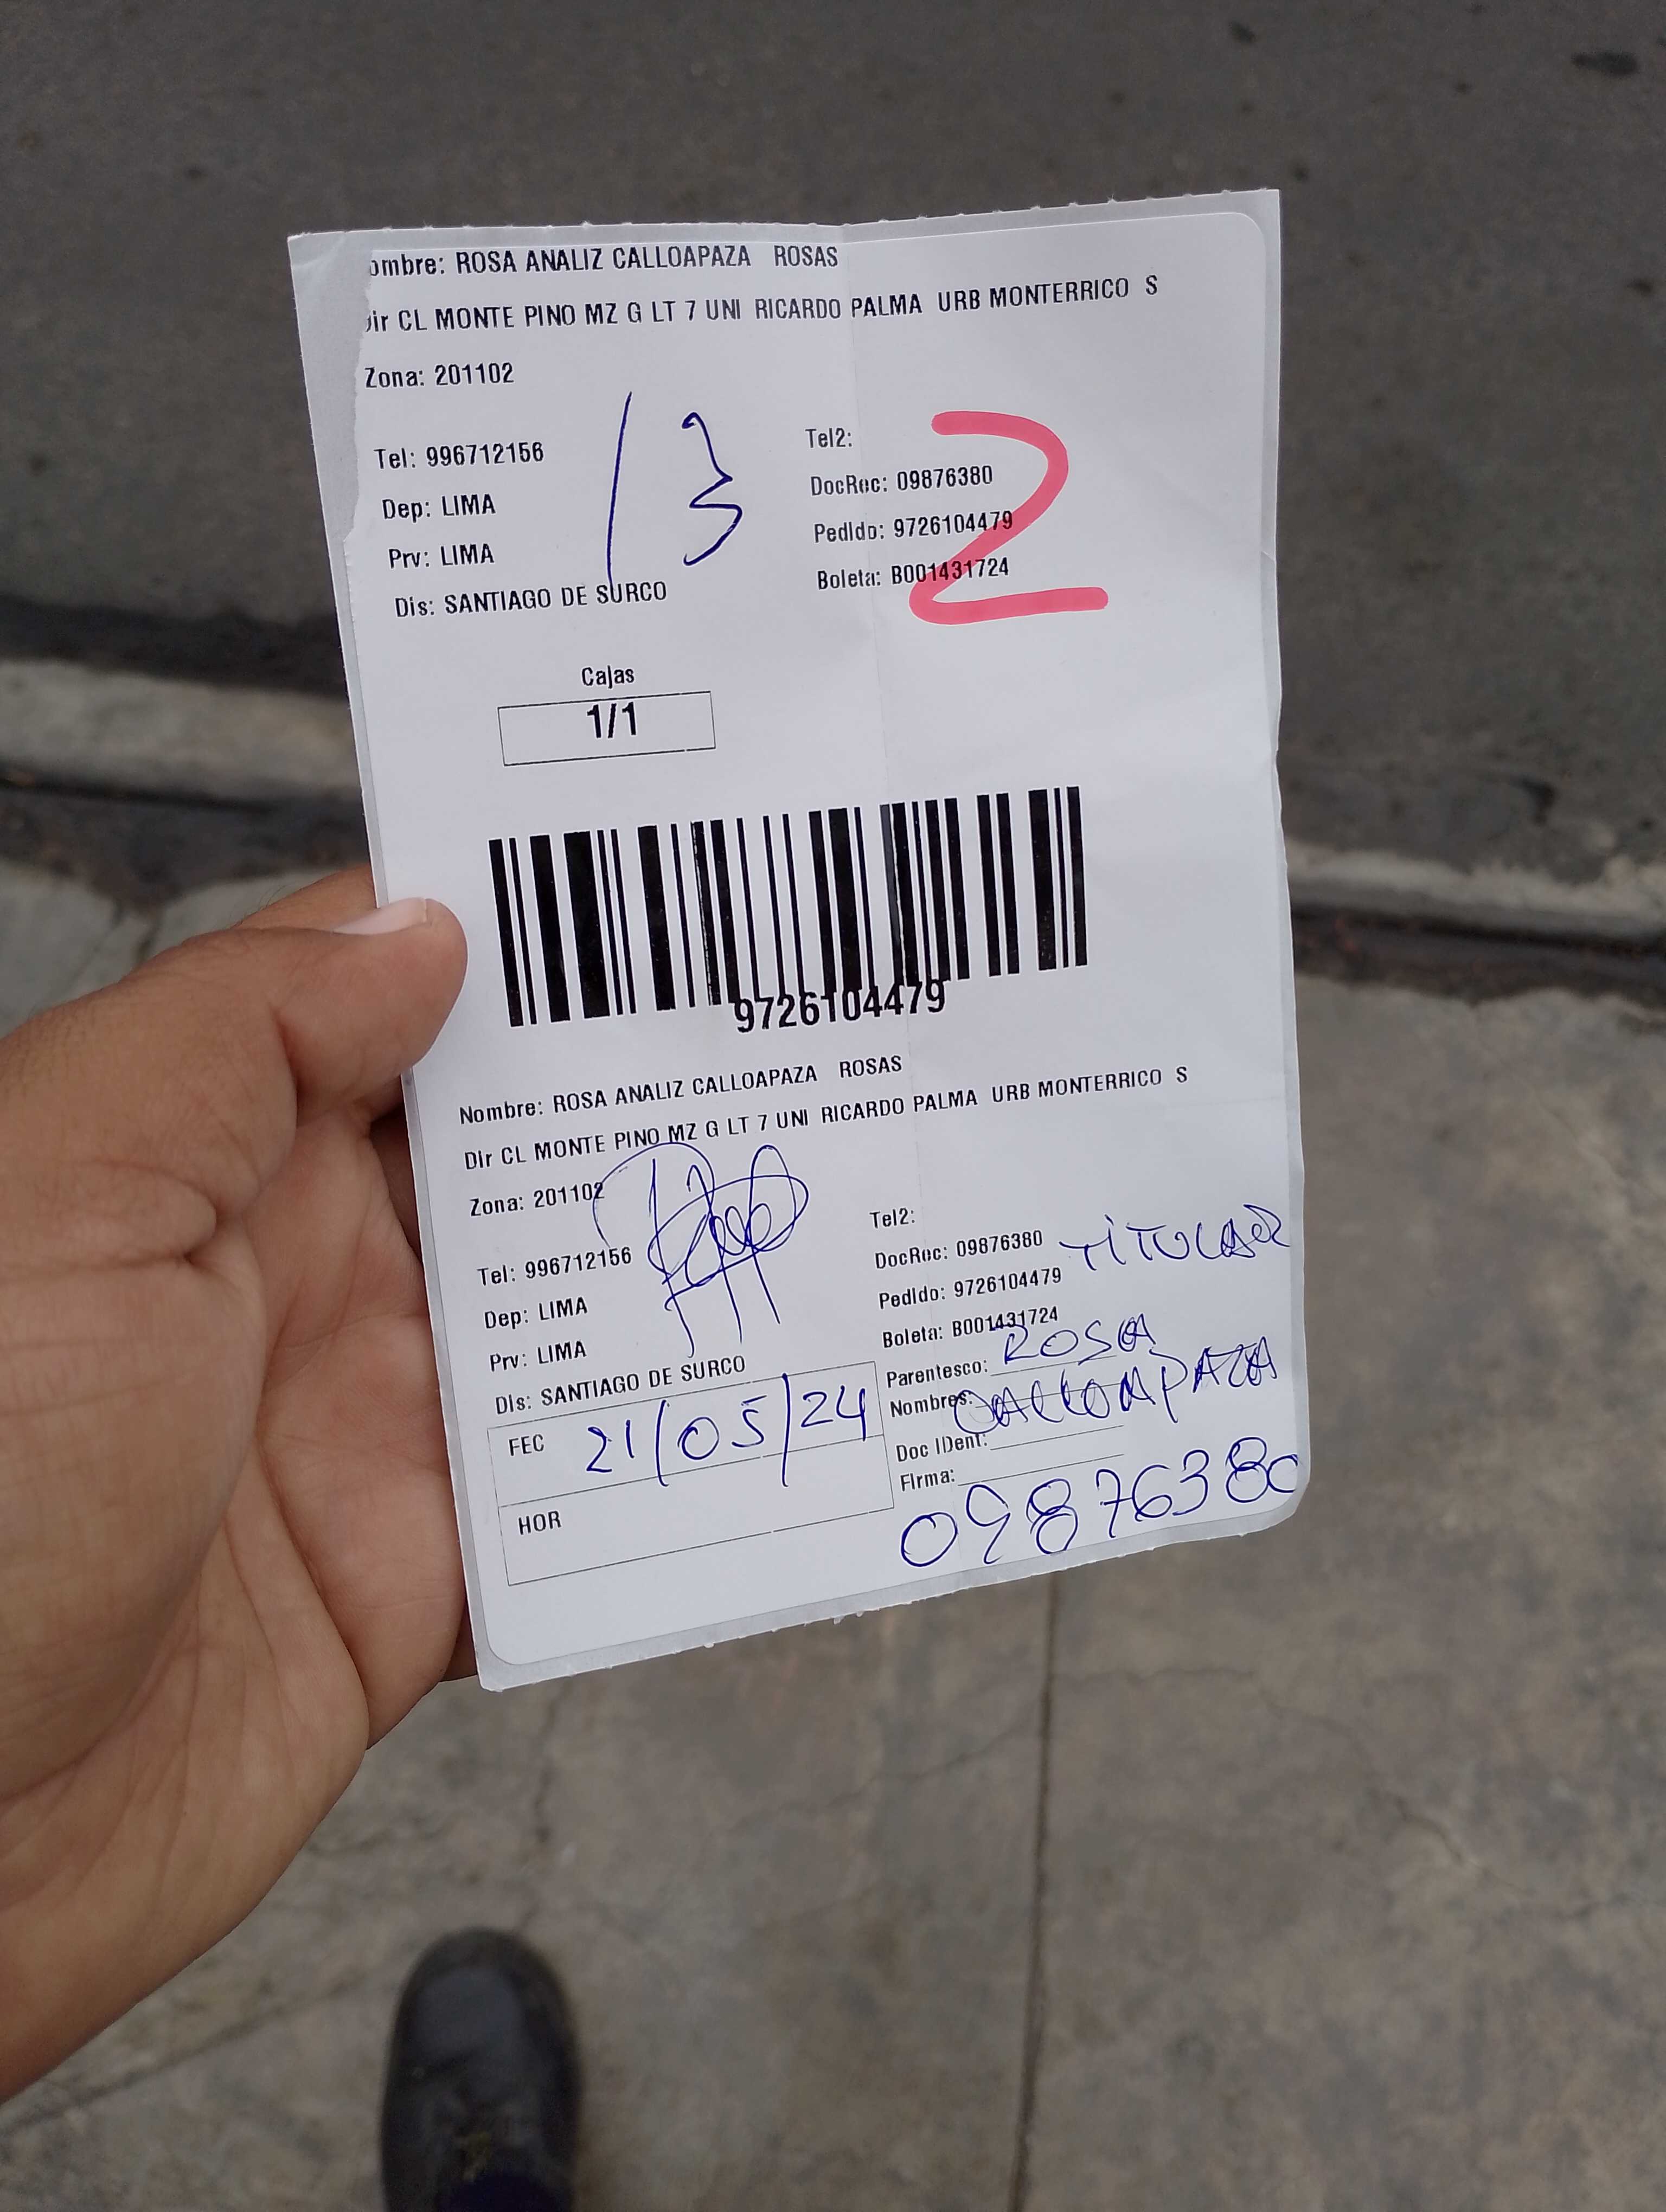 ombre: ROSA ANALIZ CALLOAPAZA ROSAS
Dir CL MONTE PINO MZ G LT 7 UNI RICARDO PALMA URB MONTERRICO S
Zona: 201102
Tel: 996712156
Dep: LIMA
Prv: LIMA
Dis: SANTIAGO DE SURCO
13
Tel2:
DocRec: 09876380
Pedido: 9726104479
Boleta: B001431724
2
Cajas
1/1
9726104479
Nombre: ROSA ANALIZ CALLOAPAZA ROSAS
Dir CL MONTE PINO MZ G LT 7 UNI RICARDO PALMA URB MONTERRICO S
Zona: 201102
Tel: 996712156
Dep: LIMA
Prv: LIMA
Dis: SANTIAGO DE SURCO
Tel2:
DocRec: 09876380 TITULAR
Pedido: 9726104479
Boleta: B001431724
Parentesco: ROSA
Nombres: CALLOAPAZA
Doc IDent:
Firma:
09876380
FEC 21/05/24
HOR